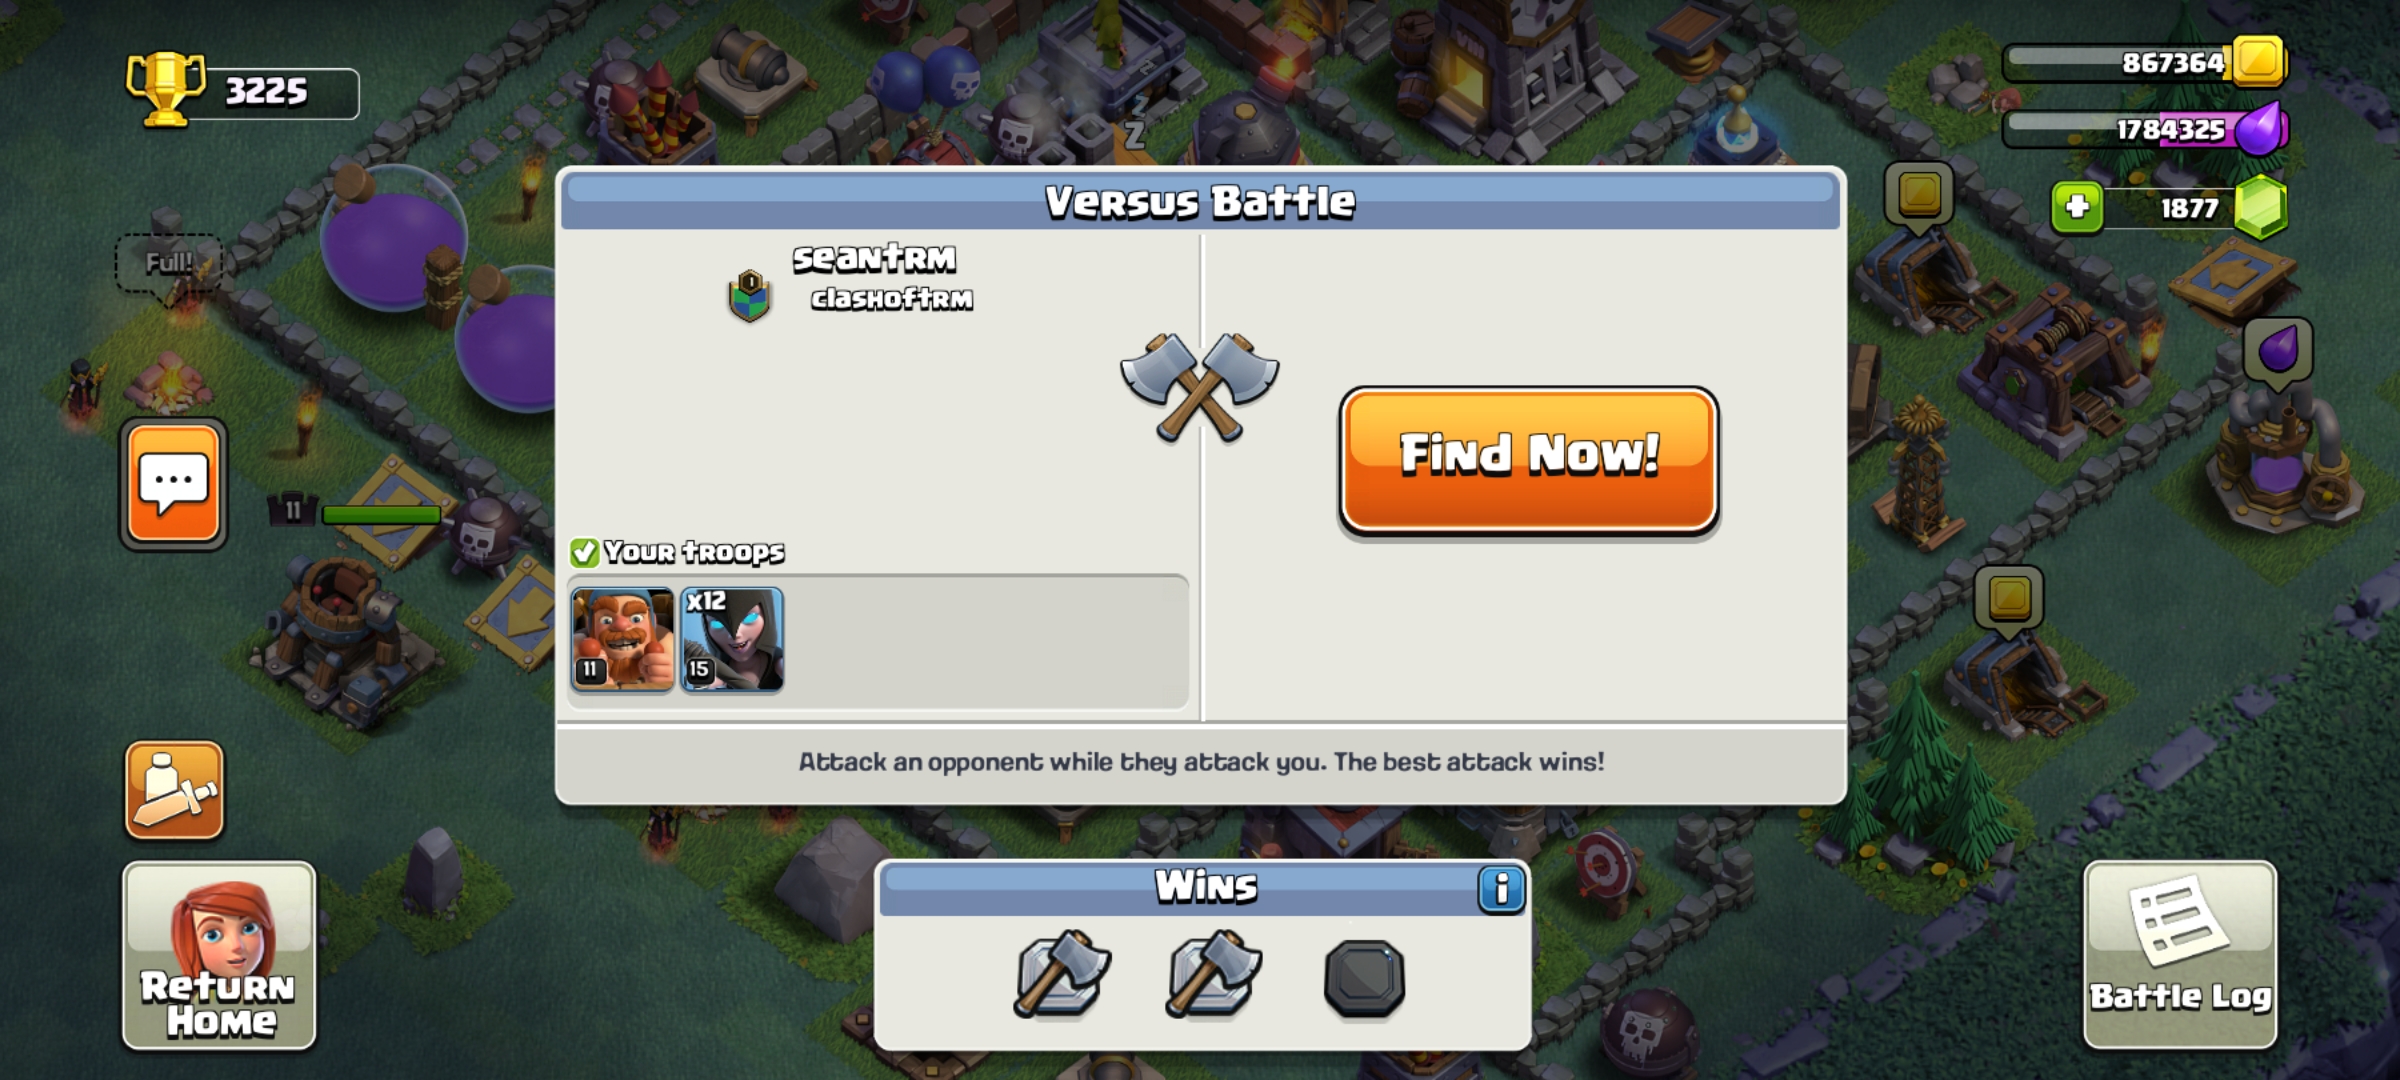 3225
867364
1784325
1877
Full!
z
z
Z
Versus Battle
seantrm
1
clashoftrm
Find Now!
11
Your troops
x12
11
15
Attack an opponent while they attack you. The best attack wins!
Wins
i
Return
Home
Battle Log